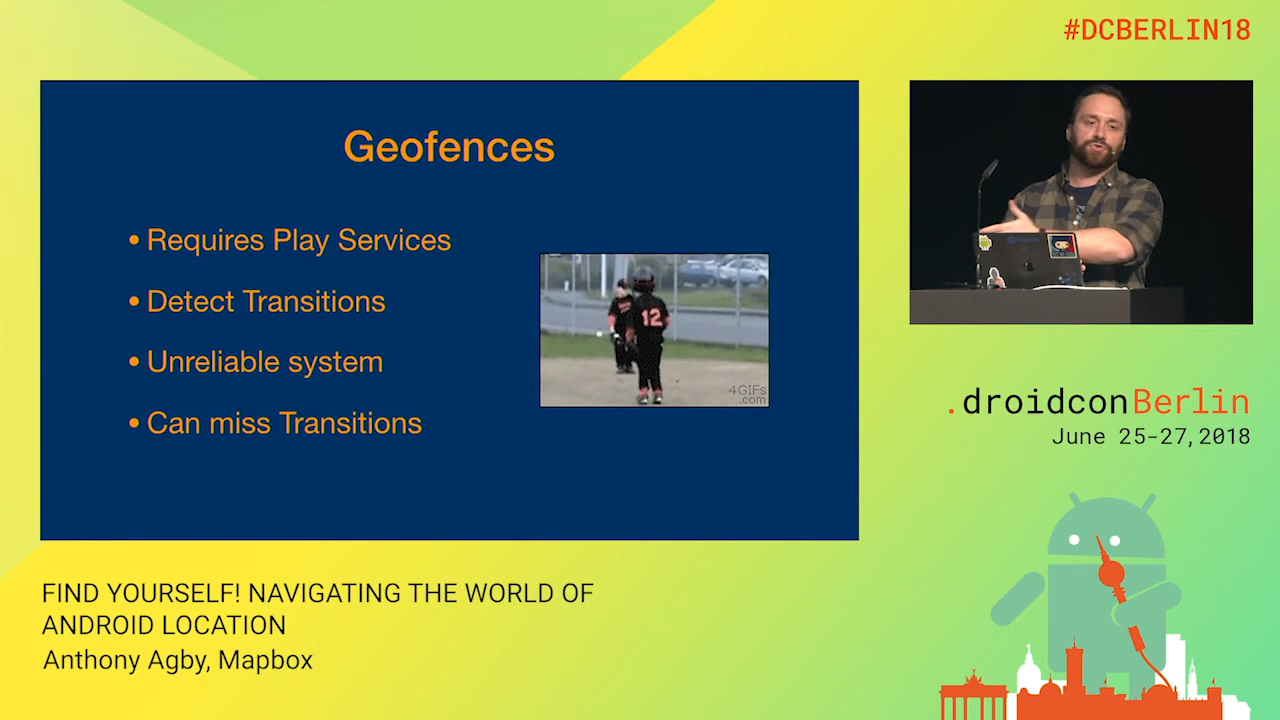 #DCBERLIN18
Geofences
• Requires Play Services
• Detect Transitions
• Unreliable system
• Can miss Transitions
12
4GIFs
.com
.droidconBerlin
June 25-27, 2018
FIND YOURSELF! NAVIGATING THE WORLD OF
ANDROID LOCATION
Anthony Agby, Mapbox